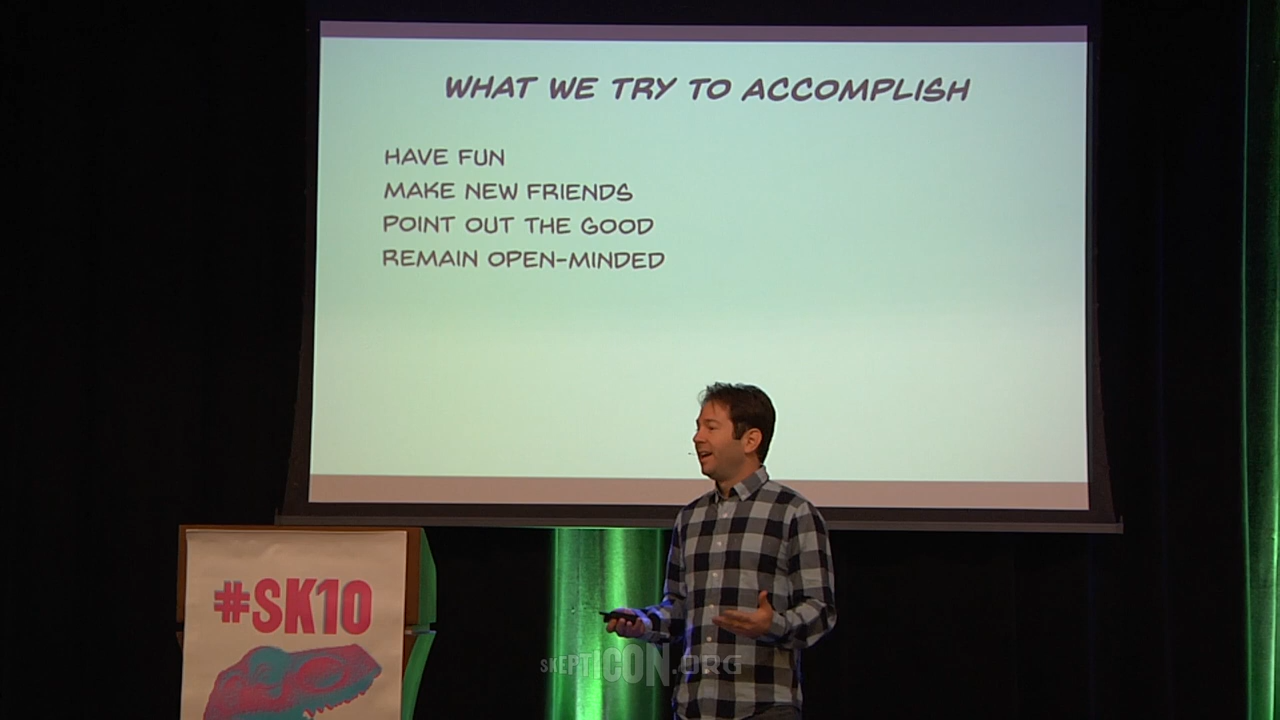 WHAT WE TRY TO ACCOMPLISH
HAVE FUN
MAKE NEW FRIENDS
POINT OUT THE GOOD
REMAIN OPEN-MINDED
#SK10
SKEPTICON.ORG